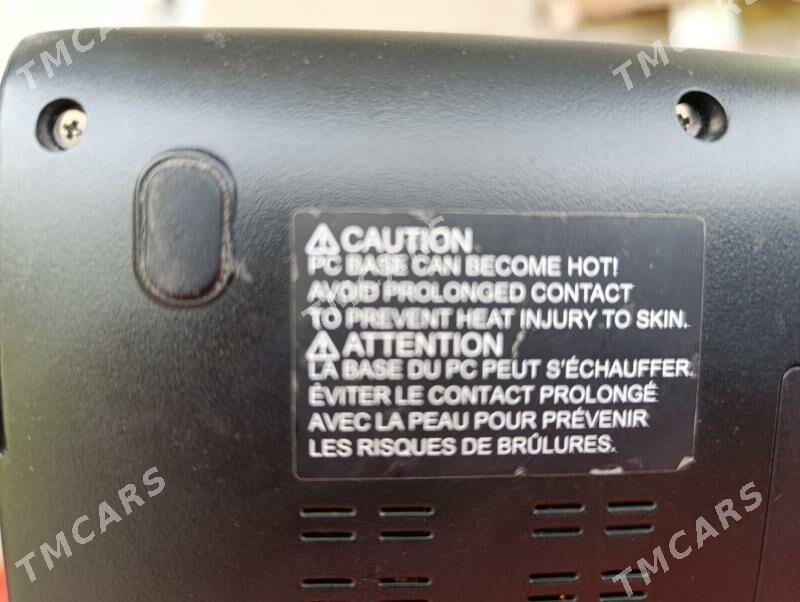 TMCARS
TMCARS
CAUTION
PC BASE CAN BECOME HOT!
AVOID PROLONGED CONTACT
TO PREVENT HEAT INJURY TO SKIN.
ATTENTION
LA BASE DU PC PEUT S'ÉCHAUFFER.
ÉVITER LE CONTACT PROLONGÉ
AVEC LA PEAU POUR PRÉVENIR
LES RISQUES DE BRÛLURES.
TMCARS
TMCARS
TMCARS